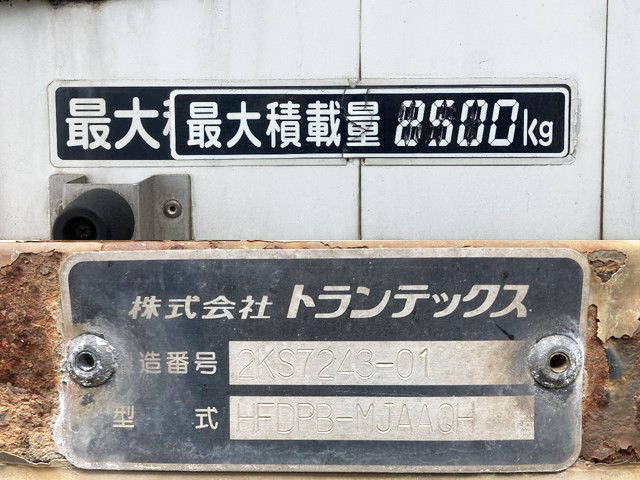 最大 最大積載量 8500kg
株式会社 トランテックス
造番号 2KS7243-01
型式 HFDPB-MJAAQH